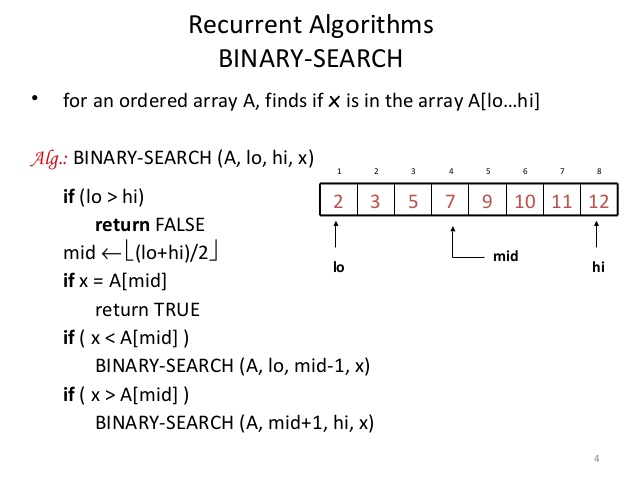 Recurrent Algorithms
BINARY-SEARCH
• for an ordered array A, finds if x is in the array A[lo…hi]
Alg.: BINARY-SEARCH (A, lo, hi, x)
1 2 3 4 5 6 7 8
2 3 5 7 9 10 11 12
lo mid hi
if (lo > hi)
return FALSE
mid ←⌊(lo+hi)/2⌋
if x = A[mid]
return TRUE
if ( x < A[mid] )
BINARY-SEARCH (A, lo, mid-1, x)
if ( x > A[mid] )
BINARY-SEARCH (A, mid+1, hi, x)
4